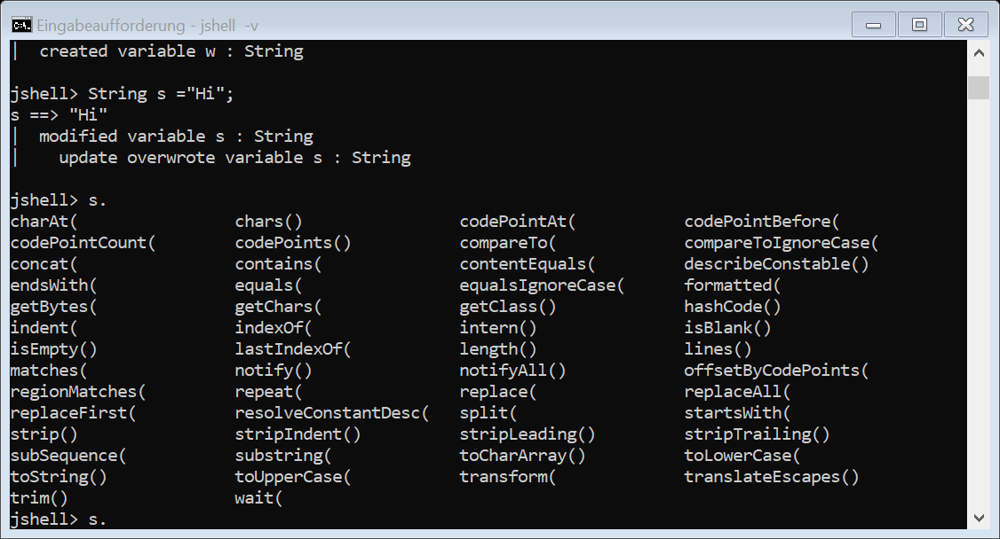 Eingabeaufforderung - jshell  -v
|  created variable w : String
jshell> String s ="Hi";
s ==> "Hi"
|  modified variable s : String
|    update overwrote variable s : String
jshell> s.
charAt(                chars()                codePointAt(           codePointBefore(
codePointCount(        codePoints()           compareTo(             compareToIgnoreCase(
concat(                contains(              contentEquals(         describeConstable()
endsWith(              equals(                equalsIgnoreCase(      formatted(
getBytes(              getChars(              getClass()             hashCode()
indent(                indexOf(               intern()               isBlank()
isEmpty()              lastIndexOf(           length()               lines()
matches(               notify()               notifyAll()            offsetByCodePoints(
regionMatches(         repeat(                replace(               replaceAll(
replaceFirst(          resolveConstantDesc(   split(                 startsWith(
strip()                stripIndent()          stripLeading()         stripTrailing()
subSequence(           substring(             toCharArray()          toLowerCase(
toString()             toUpperCase(           transform(             translateEscapes()
trim()                 wait(
jshell> s.